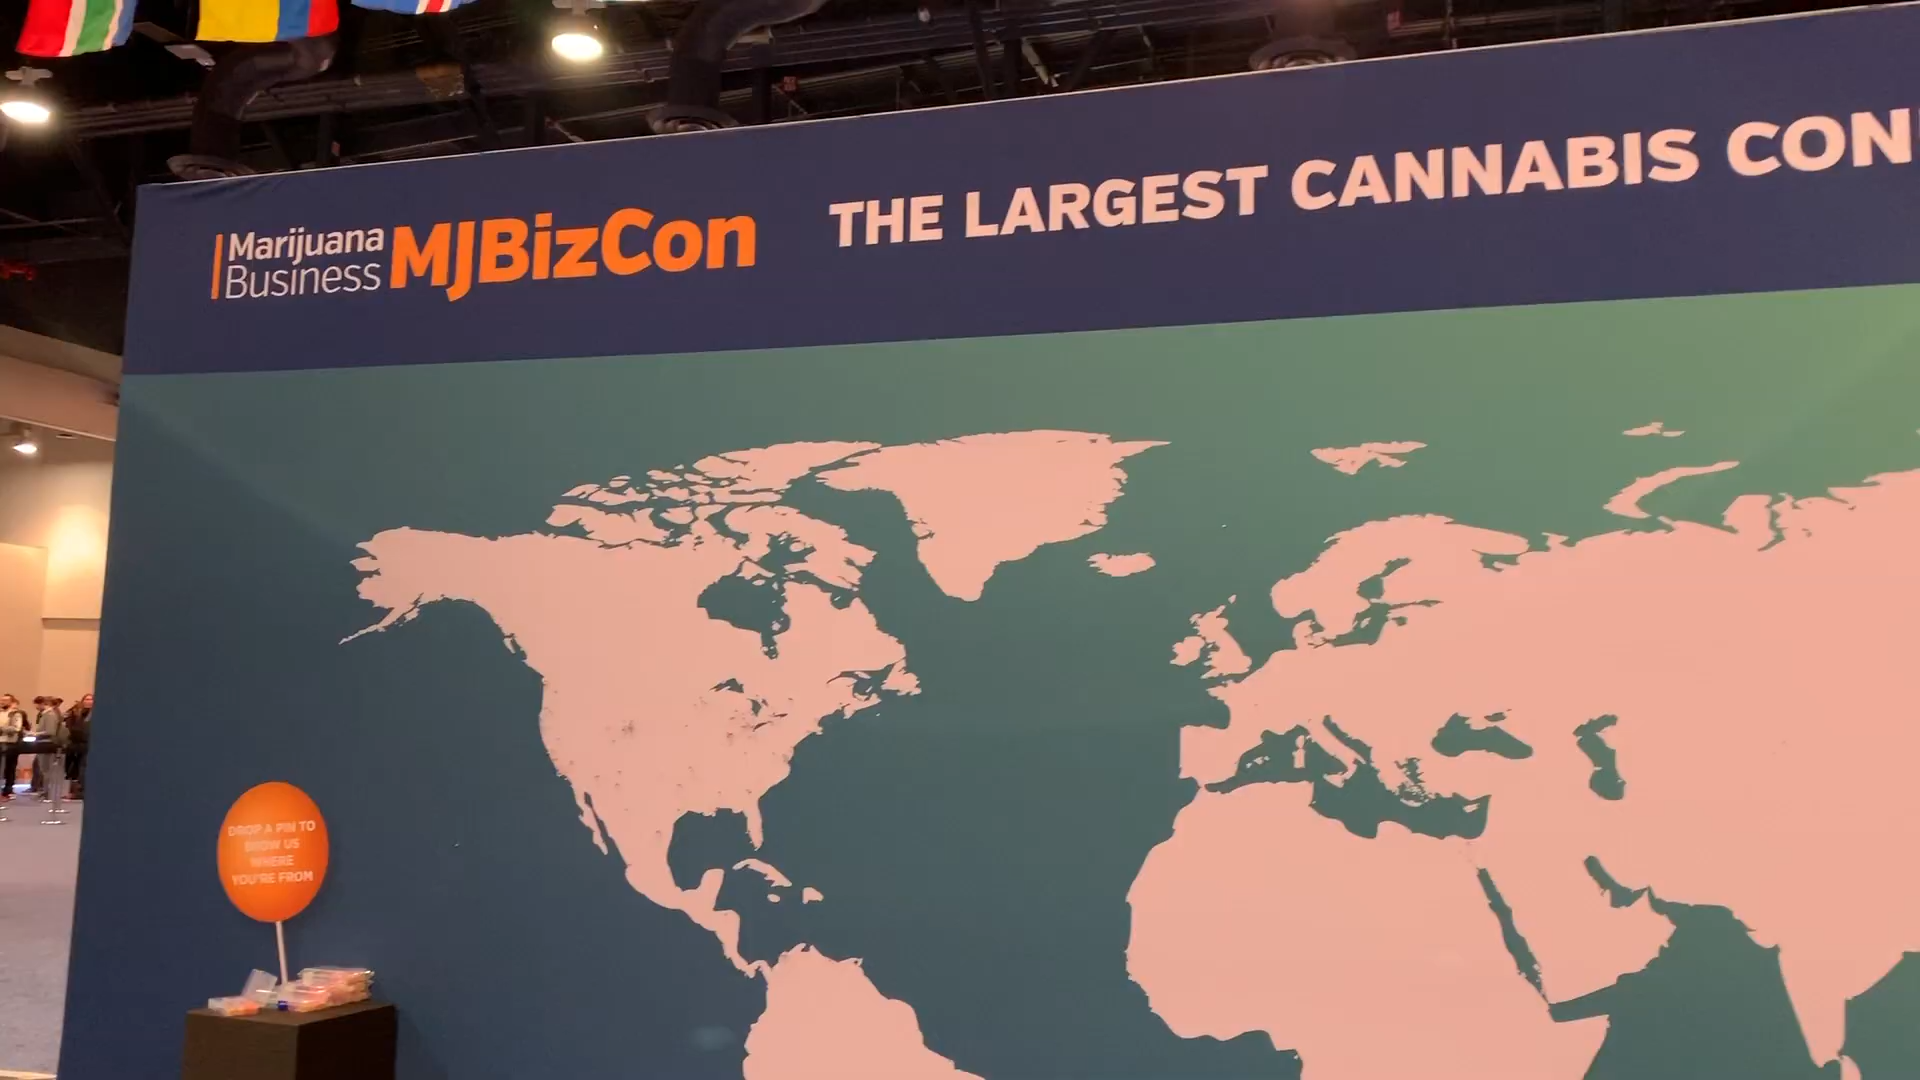 Marijuana
Business
MJBizCon
THE LARGEST CANNABIS CON
DROP A PIN TO
SHOW US
WHERE
YOU'RE FROM